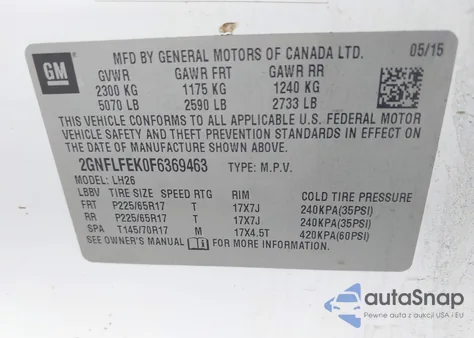 GM
MFD BY GENERAL MOTORS OF CANADA LTD. 05/15
GVWR GAWR FRT GAWR RR
2300 KG 1175 KG 1240 KG
5070 LB 2590 LB 2733 LB
THIS VEHICLE CONFORMS TO ALL APPLICABLE U.S. FEDERAL MOTOR
VEHICLE SAFETY AND THEFT PREVENTION STANDARDS IN EFFECT ON
THE DATE OF MANUFACTURE SHOWN ABOVE.
2GNFLFEK0F6369463 TYPE: M.P.V.
MODEL: LH26
LBBV TIRE SIZE SPEED RTG RIM COLD TIRE PRESSURE
FRT P225/65R17 T 17X7J 240KPA(35PSI)
RR P225/65R17 T 17X7J 240KPA(35PSI)
SPA T145/70R17 M 17X4.5T 420KPA(60PSI)
SEE OWNER'S MANUAL FOR MORE INFORMATION
autoSnap
Pewne auta z aukcji USA i EU